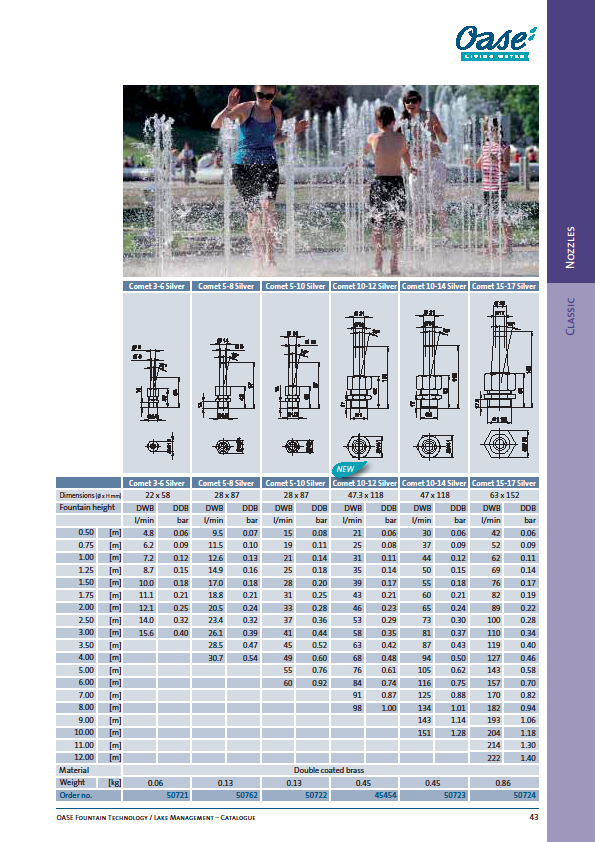 Oase
LIVING WATER
Nozzles
Classic
Comet 3-6 Silver Comet 5-8 Silver Comet 5-10 Silver Comet 10-12 Silver Comet 10-14 Silver Comet 15-17 Silver
NEW
Comet 3-6 Silver Comet 5-8 Silver Comet 5-10 Silver Comet 10-12 Silver Comet 10-14 Silver Comet 15-17 Silver
Dimensions (Ø x H mm) 22 x 58 28 x 87 28 x 87 47.3 x 118 47 x 118 63 x 152
Fountain height DWB DDB DWB DDB DWB DDB DWB DDB DWB DDB DWB DDB
l/min bar l/min bar l/min bar l/min bar l/min bar l/min bar
0.50 [m] 4.8 0.06 9.5 0.07 15 0.08 21 0.06 30 0.06 42 0.06
0.75 [m] 6.2 0.09 11.5 0.10 19 0.11 25 0.08 37 0.09 52 0.09
1.00 [m] 7.2 0.12 12.6 0.13 21 0.14 31 0.11 44 0.12 62 0.11
1.25 [m] 8.7 0.15 14.9 0.16 25 0.18 35 0.14 50 0.15 69 0.14
1.50 [m] 10.0 0.18 17.0 0.18 28 0.20 39 0.17 55 0.18 76 0.17
1.75 [m] 11.1 0.21 18.8 0.21 31 0.25 43 0.21 60 0.21 82 0.19
2.00 [m] 12.1 0.25 20.5 0.24 33 0.28 46 0.23 65 0.24 89 0.22
2.50 [m] 14.0 0.32 23.4 0.32 37 0.36 53 0.29 73 0.30 100 0.28
3.00 [m] 15.6 0.40 26.1 0.39 41 0.44 58 0.35 81 0.37 110 0.34
3.50 [m] 28.5 0.47 45 0.52 63 0.42 87 0.43 119 0.40
4.00 [m] 30.7 0.54 49 0.60 68 0.48 94 0.50 127 0.46
5.00 [m] 55 0.76 76 0.61 105 0.62 143 0.58
6.00 [m] 60 0.92 84 0.74 116 0.75 157 0.70
7.00 [m] 91 0.87 125 0.88 170 0.82
8.00 [m] 98 1.00 134 1.01 182 0.94
9.00 [m] 143 1.14 193 1.06
10.00 [m] 151 1.28 204 1.18
11.00 [m] 214 1.30
12.00 [m] 222 1.40
Material Double coated brass
Weight [kg] 0.06 0.13 0.13 0.45 0.45 0.86
Order no. 50721 50762 50722 45454 50723 50724
OASE Fountain Technology / Lake Management – Catalogue 43